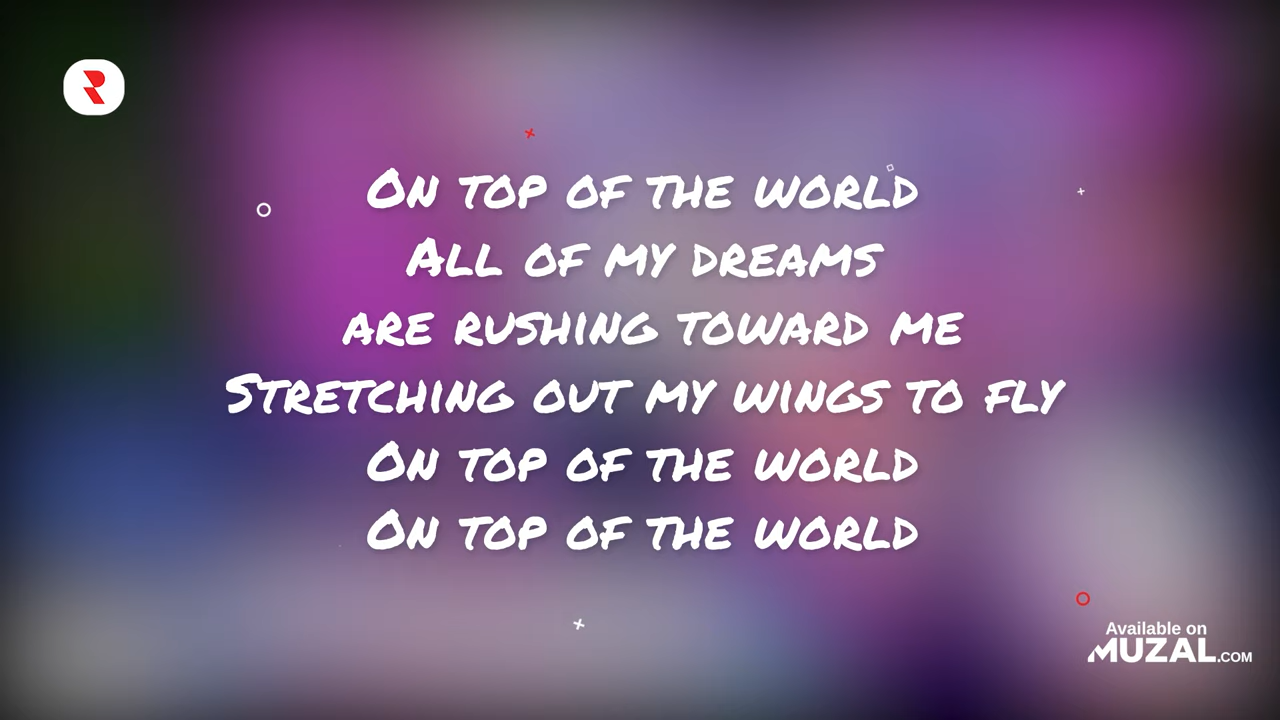 R
On top of the world
All of my dreams
are rushing toward me
Stretching out my wings to fly
On top of the world
On top of the world
Available on
MUZAL.COM